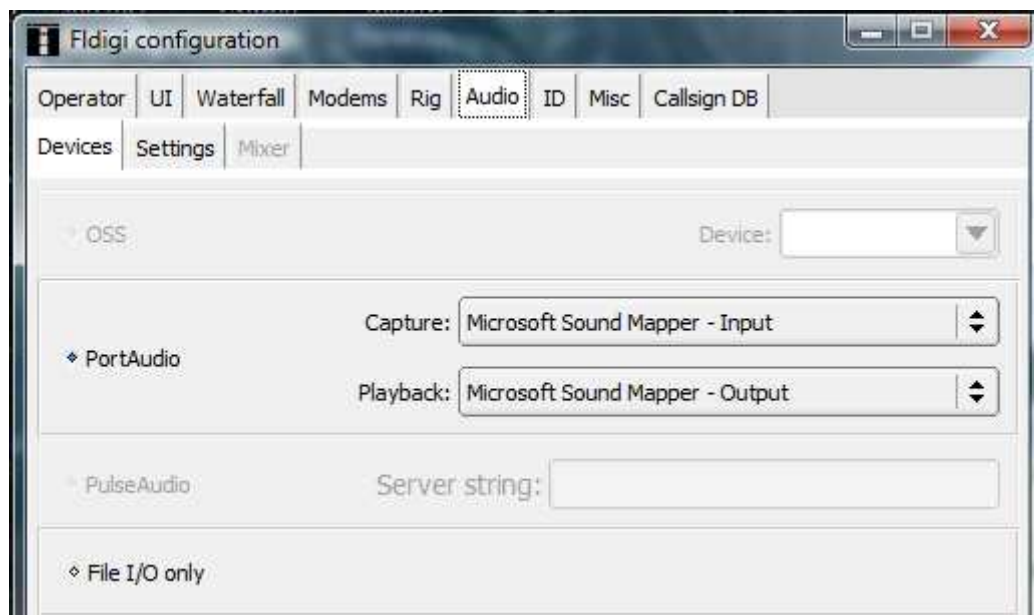 Fldigi configuration
Operator UI Waterfall Modems Rig Audio ID Misc Callsign DB
Devices Settings Mixer
OSS Device:
Capture: Microsoft Sound Mapper - Input
PortAudio
Playback: Microsoft Sound Mapper - Output
PulseAudio Server string:
File I/O only